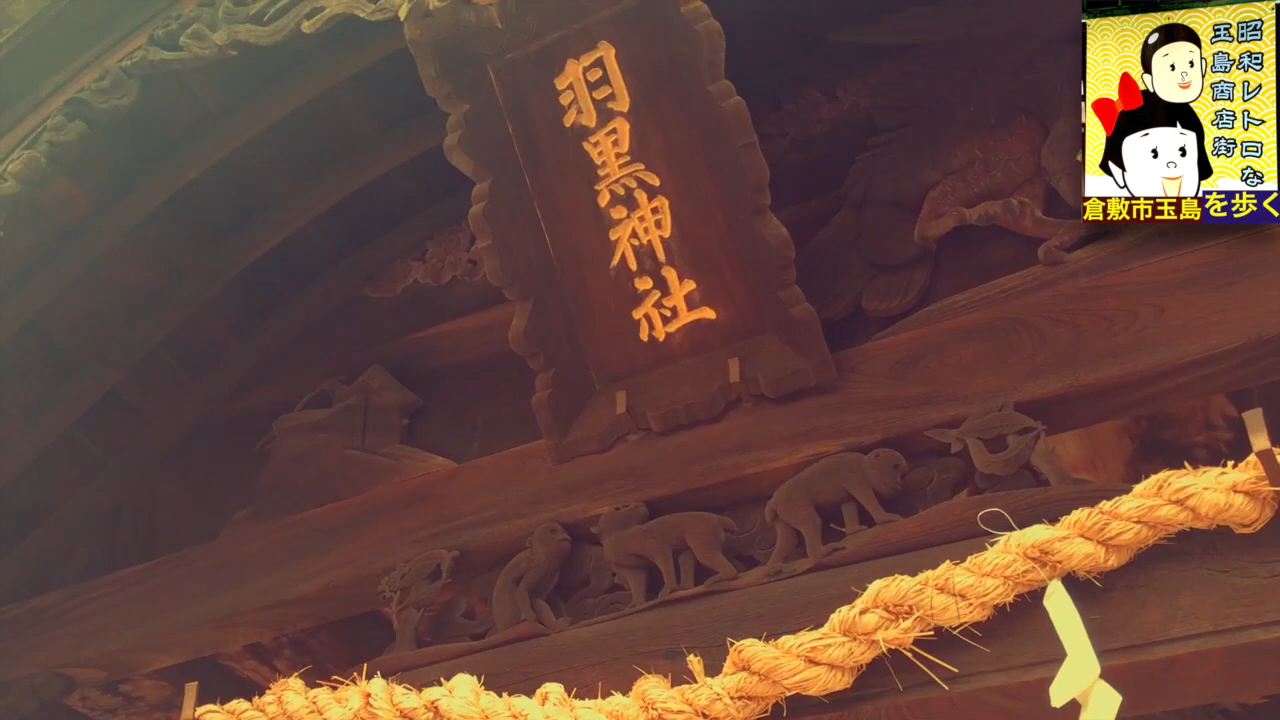 羽黒神社
昭和レトロな
玉島商店街
倉敷市玉島を歩く